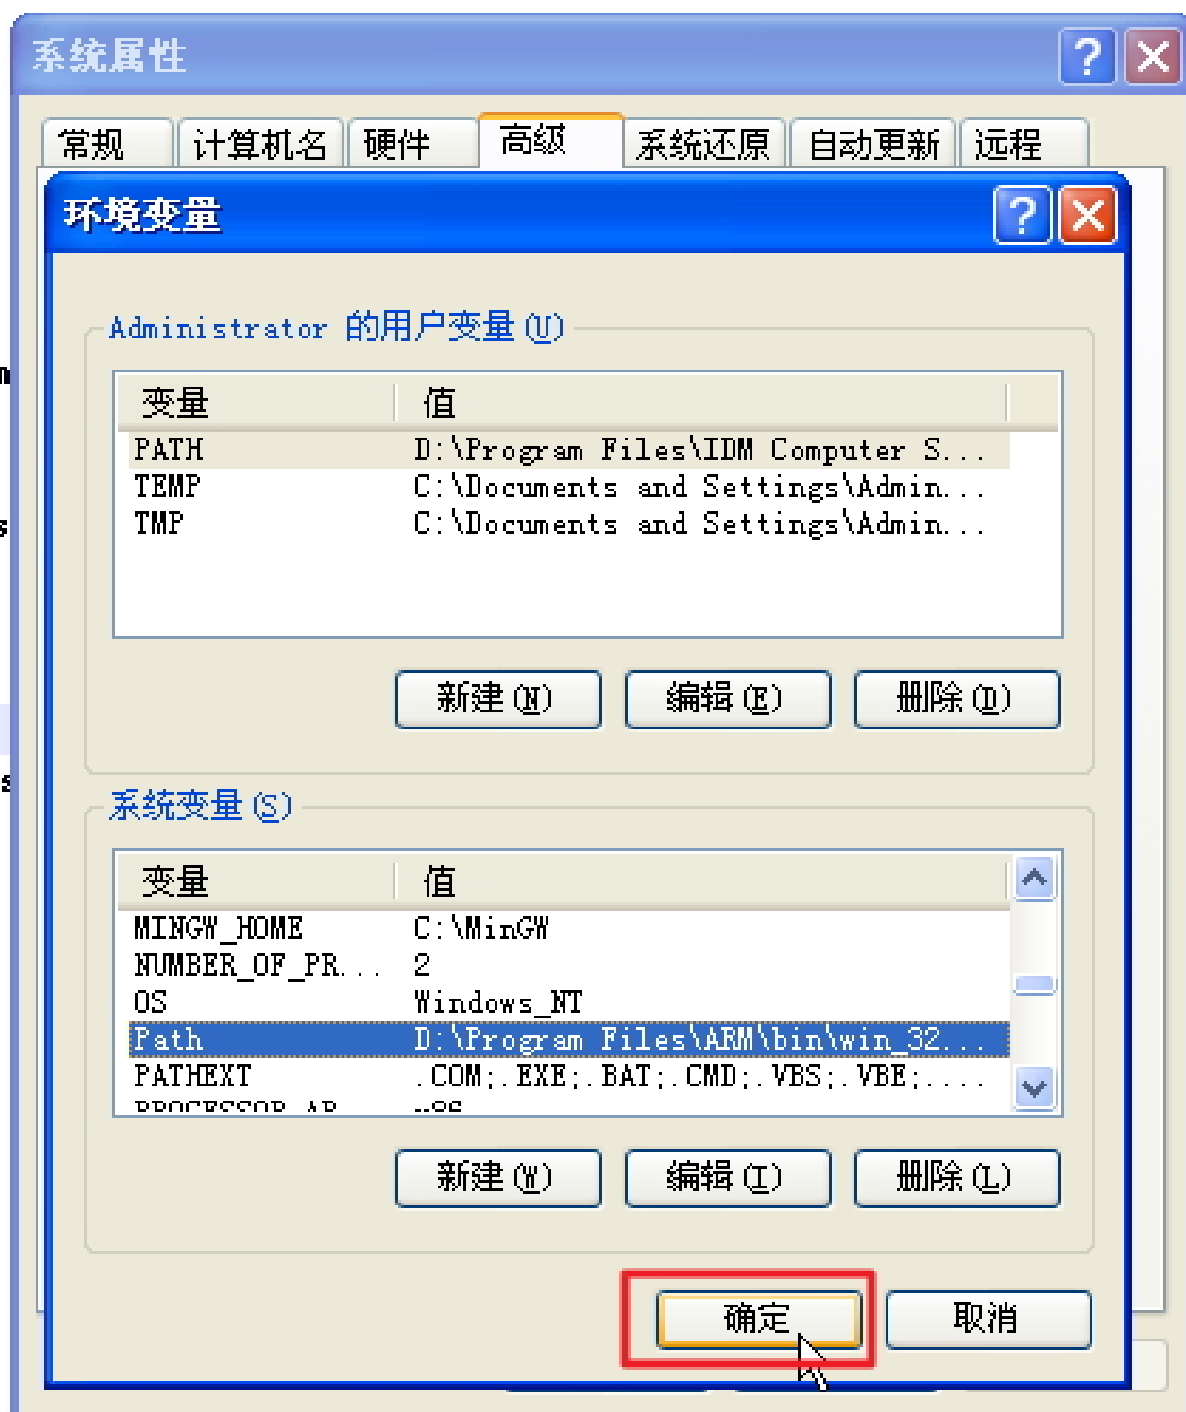 系统属性
常规 计算机名 硬件 高级 系统还原 自动更新 远程
环境变量
Administrator 的用户变量(U)
变量 值
PATH D:\Program Files\IDM Computer S...
TEMP C:\Documents and Settings\Admin...
TMP C:\Documents and Settings\Admin...
新建(N) 编辑(E) 删除(D)
系统变量(S)
变量 值
MINGW_HOME C:\MinGW
NUMBER_OF_PR... 2
OS Windows_NT
Path D:\Program Files\ARM\bin\win_32...
PATHEXT .COM;.EXE;.BAT;.CMD;.VBS;.VBE;....
新建(W) 编辑(I) 删除(L)
确定 取消